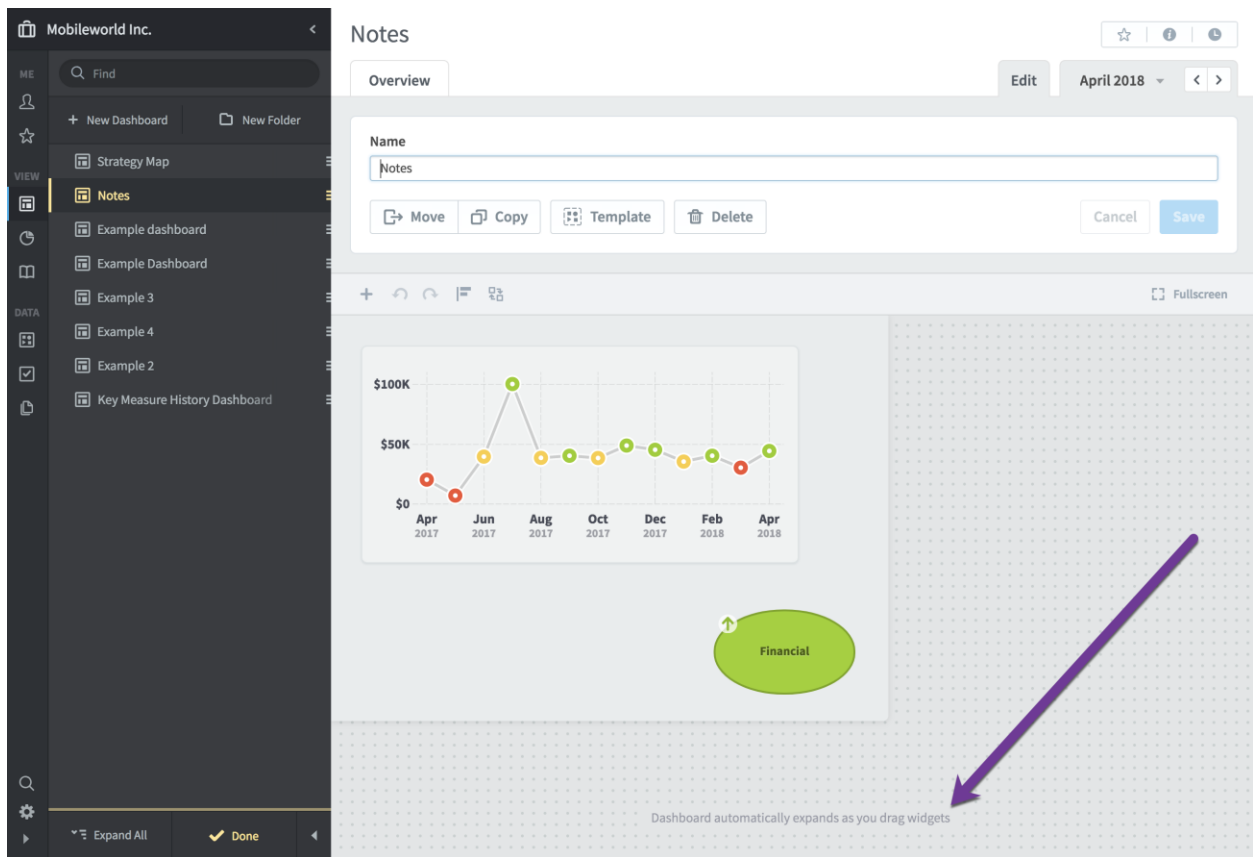 Mobileworld Inc.
ME
Find
+ New Dashboard
New Folder
Strategy Map
VIEW
Notes
Example dashboard
Example Dashboard
Example 3
DATA
Example 4
Example 2
Key Measure History Dashboard
Expand All
Done
Notes
Overview
Edit
April 2018
Name
Notes
Move
Copy
Template
Delete
Cancel
Save
Fullscreen
$100K
$50K
$0
Apr Jun Aug Oct Dec Feb Apr
2017 2017 2017 2017 2017 2018 2018
Financial
Dashboard automatically expands as you drag widgets